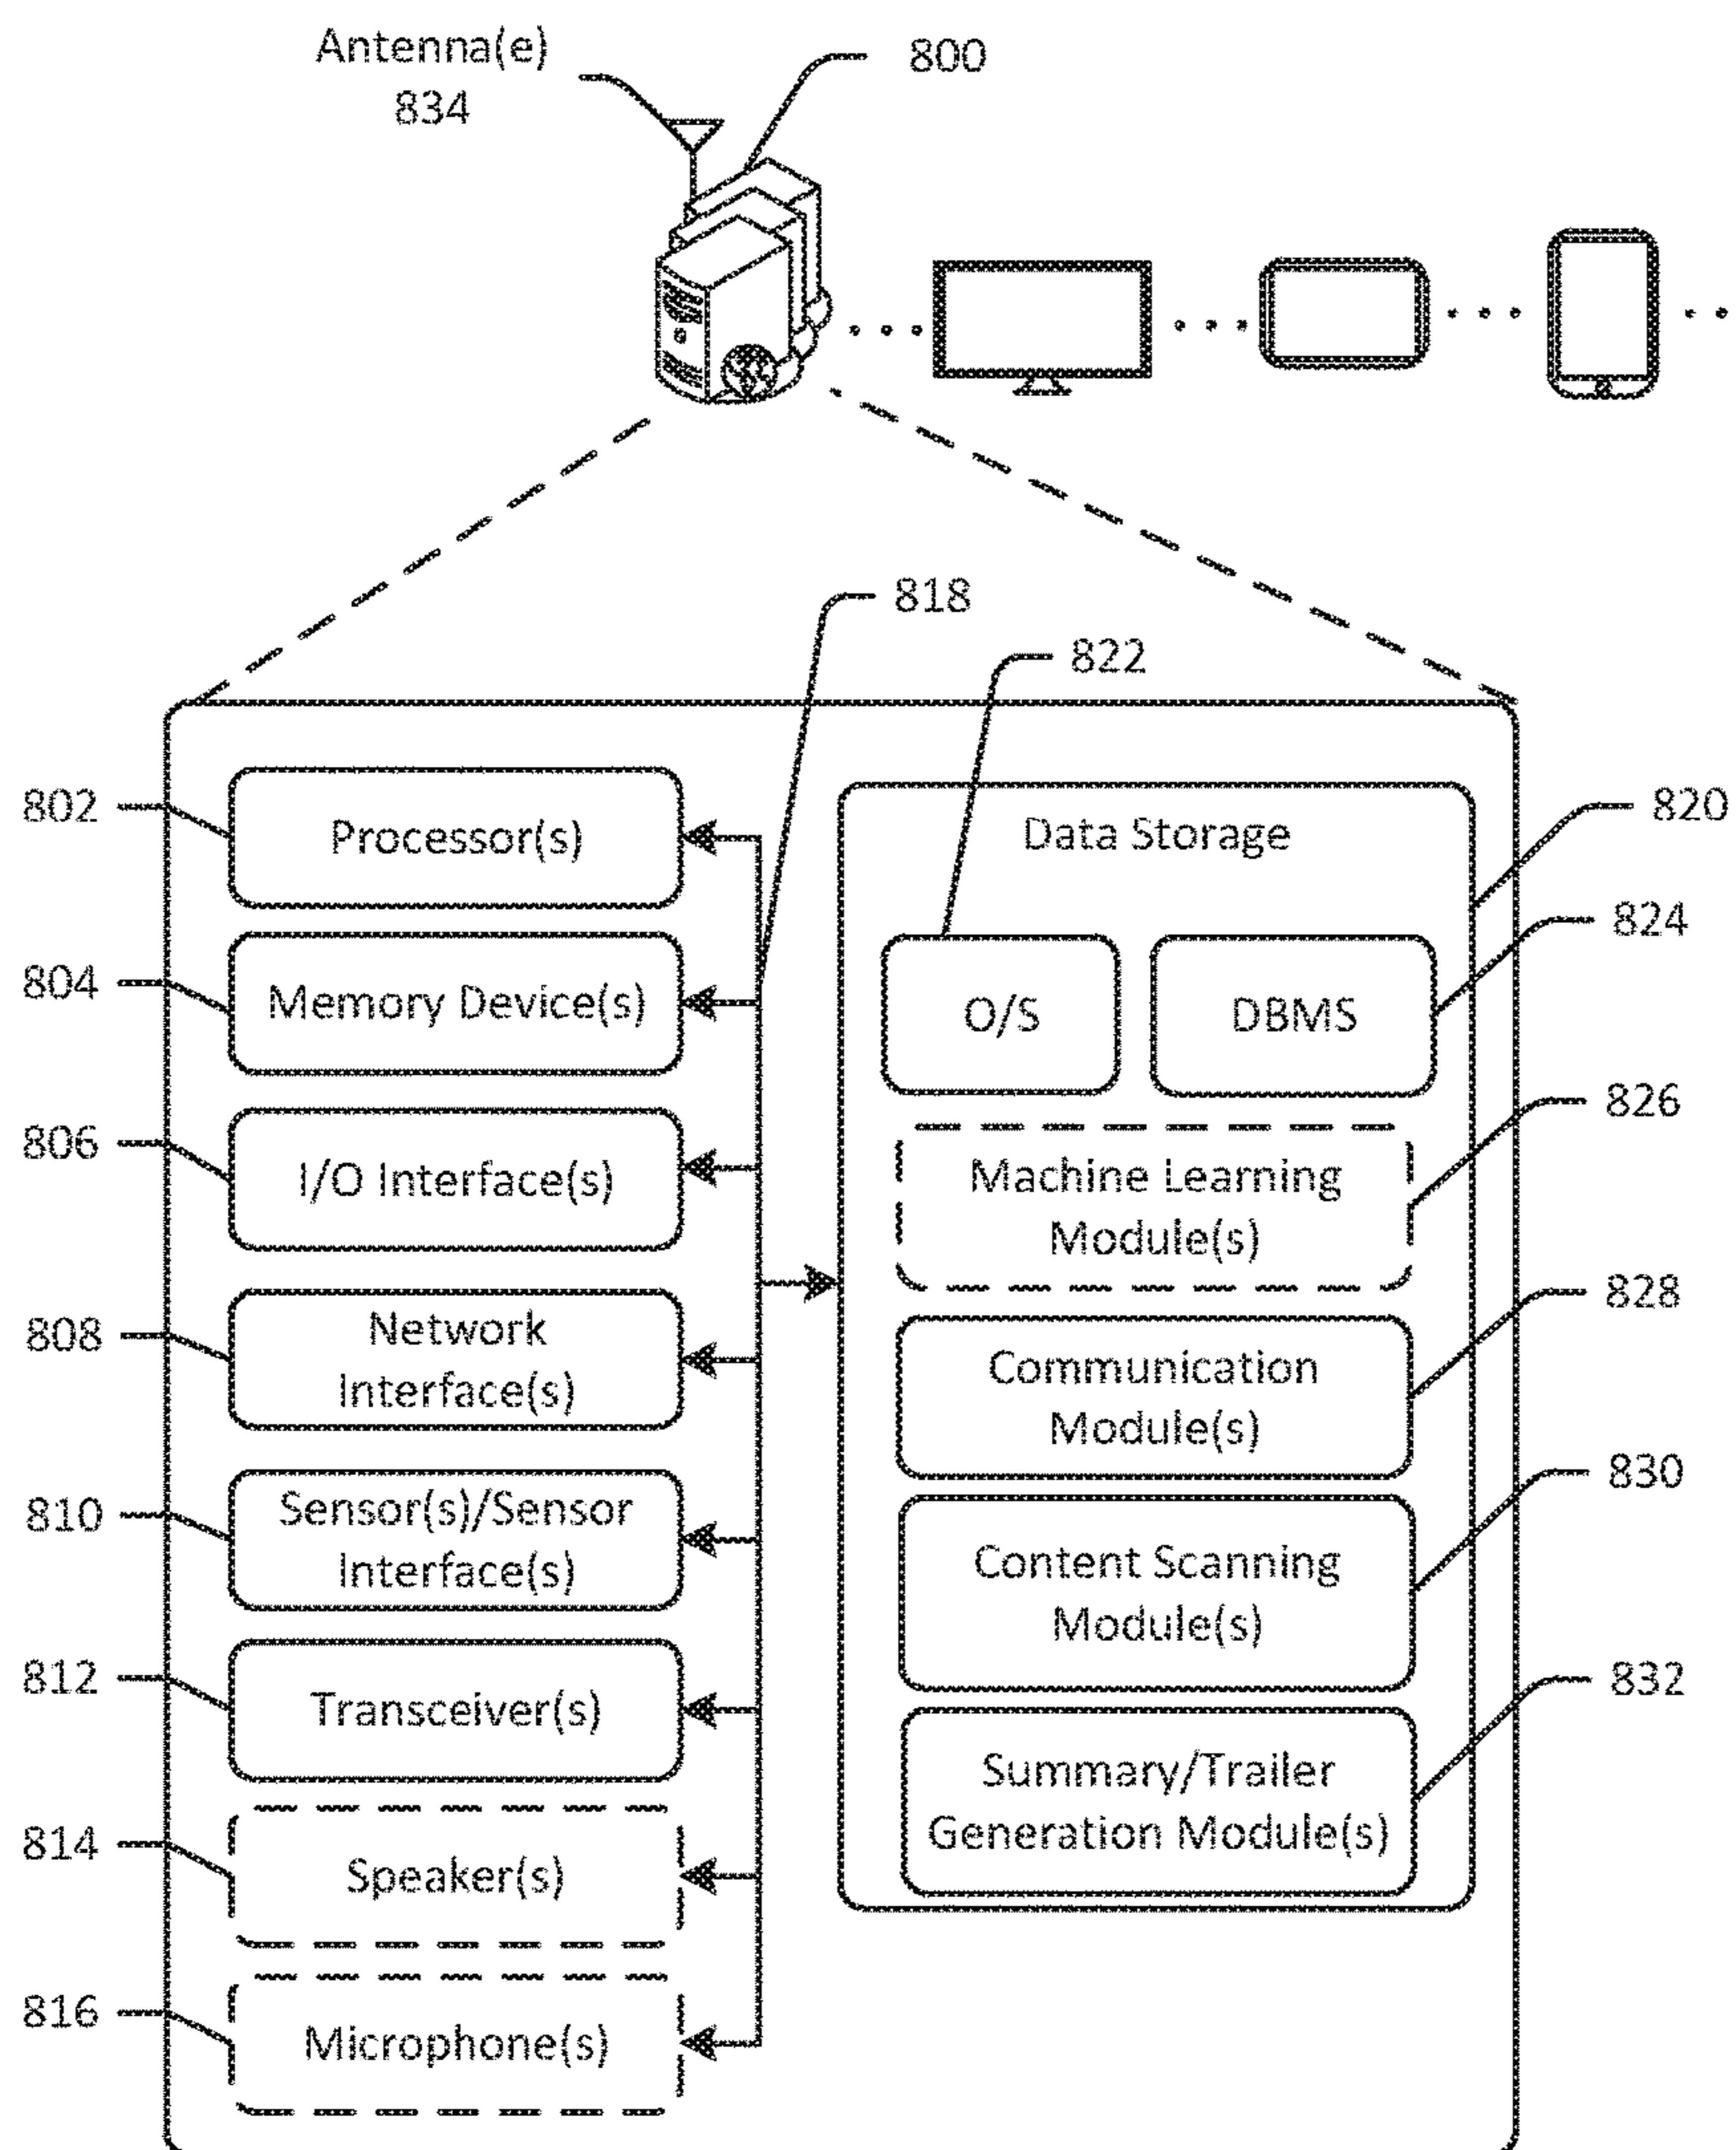 Antenna(e)
834
800
818
822
802
Processor(s)
Data Storage
820
804
Memory Device(s)
O/S
DBMS
824
806
I/O Interface(s)
Machine Learning
Module(s)
826
808
Network
Interface(s)
Communication
Module(s)
828
810
Sensor(s)/Sensor
Interface(s)
Content Scanning
Module(s)
830
812
Transceiver(s)
Summary/Trailer
Generation Module(s)
832
814
Speaker(s)
816
Microphone(s)